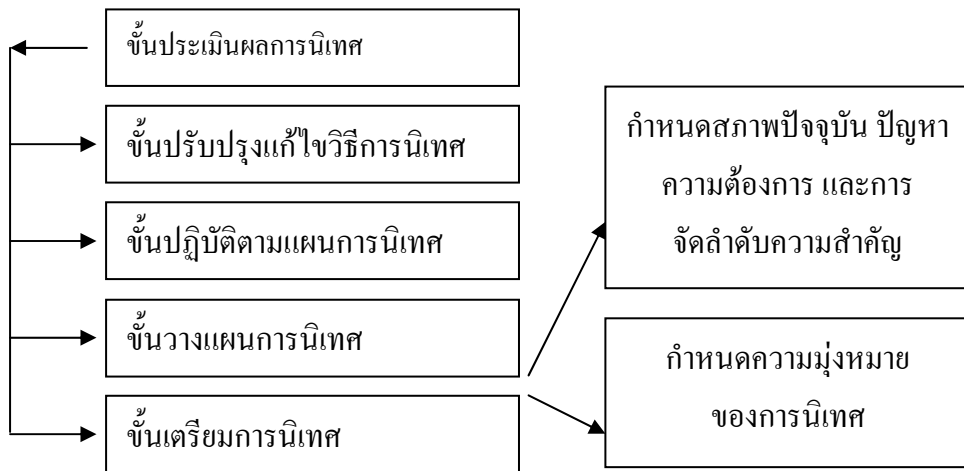 ขั้นประเมินผลการนิเทศ
ขั้นปรับปรุงแก้ไขวิธีการนิเทศ
ขั้นปฏิบัติตามแผนการนิเทศ
ขั้นวางแผนการนิเทศ
ขั้นเตรียมการนิเทศ
กำหนดสภาพปัจจุบัน ปัญหา
ความต้องการ และการ
จัดลำดับความสำคัญ
กำหนดความมุ่งหมาย
ของการนิเทศ